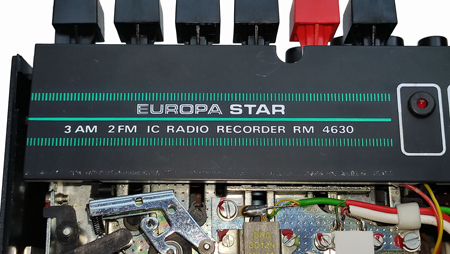 EUROPA STAR
3 AM 2 FM IC RADIO RECORDER RM 4630